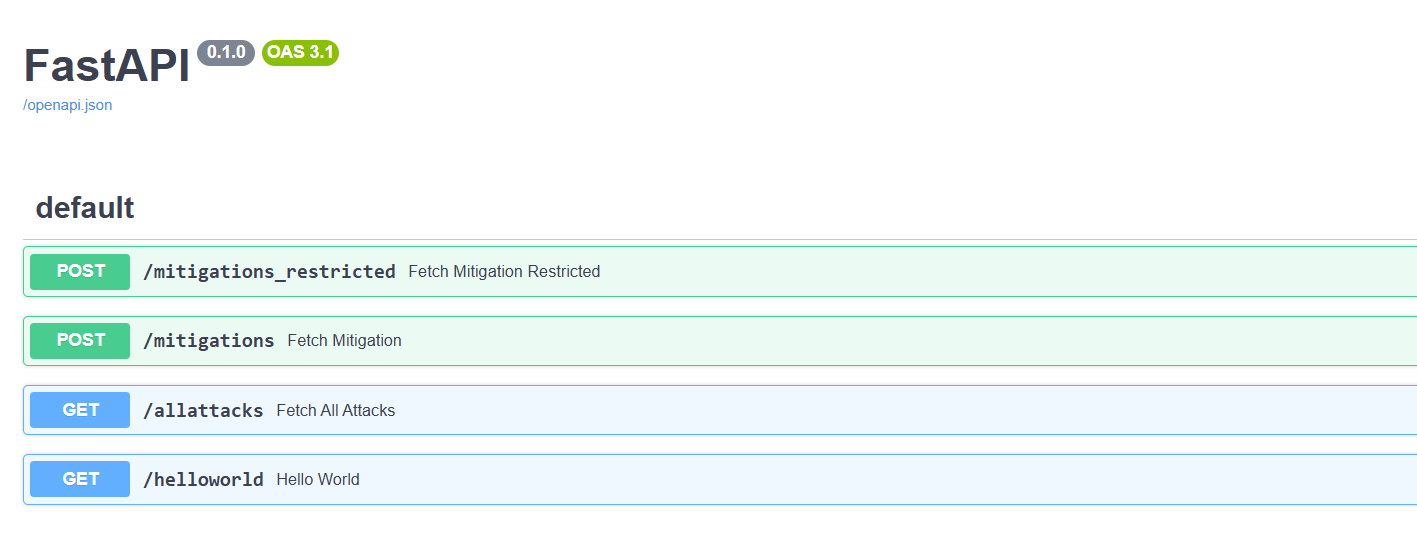 FastAPI 0.1.0 OAS 3.1
/openapi.json
default
POST /mitigations_restricted Fetch Mitigation Restricted
POST /mitigations Fetch Mitigation
GET /allattacks Fetch All Attacks
GET /helloworld Hello World